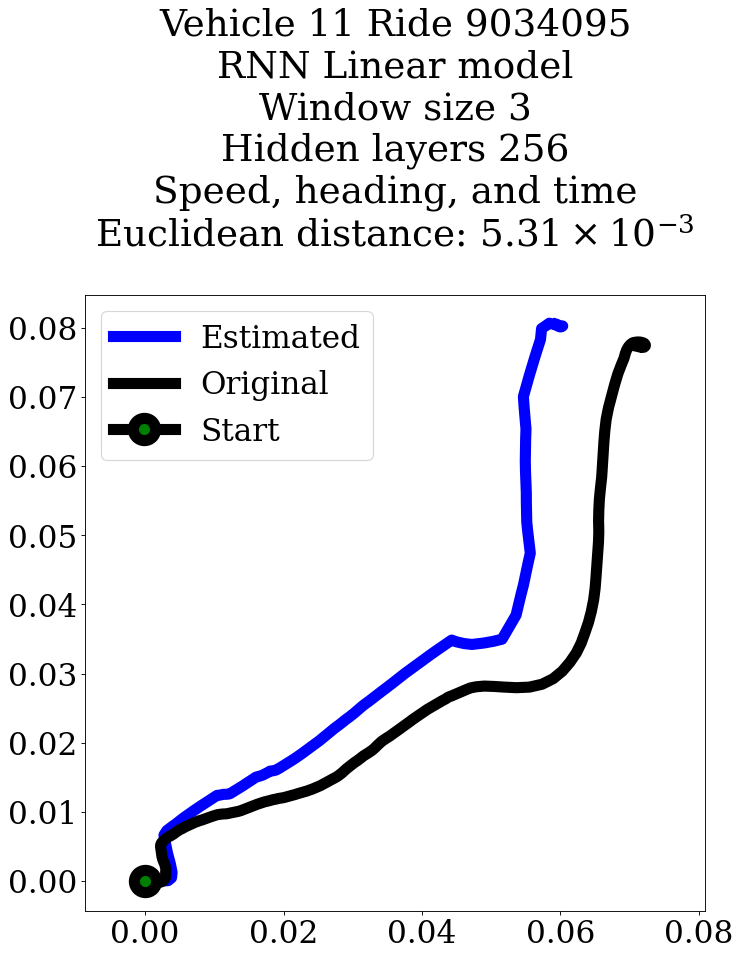 Vehicle 11 Ride 9034095
RNN Linear model
Window size 3
Hidden layers 256
Speed, heading, and time
Euclidean distance: 5.31 × 10⁻³
Estimated
Original
Start
0.08
0.07
0.06
0.05
0.04
0.03
0.02
0.01
0.00
0.00 0.02 0.04 0.06 0.08